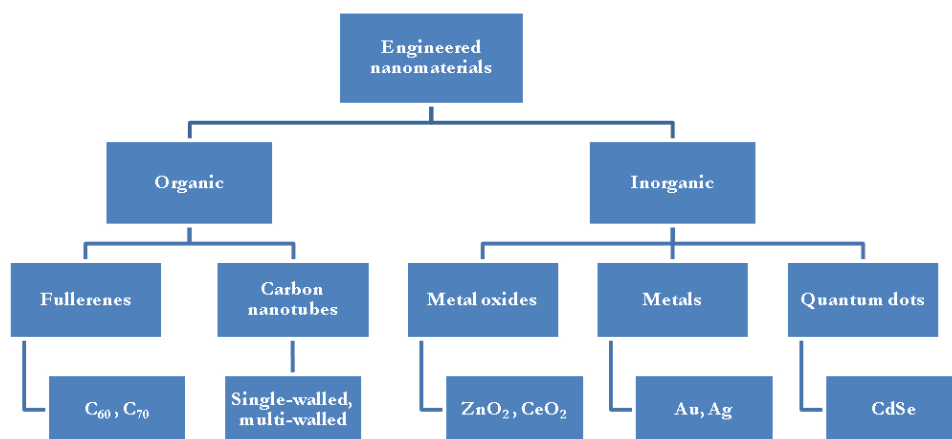 Engineered
nanomaterials
Organic
Inorganic
Fullerenes
Carbon
nanotubes
Metal oxides
Metals
Quantum dots
C₆₀ , C₇₀
Single-walled,
multi-walled
ZnO₂ , CeO₂
Au, Ag
CdSe